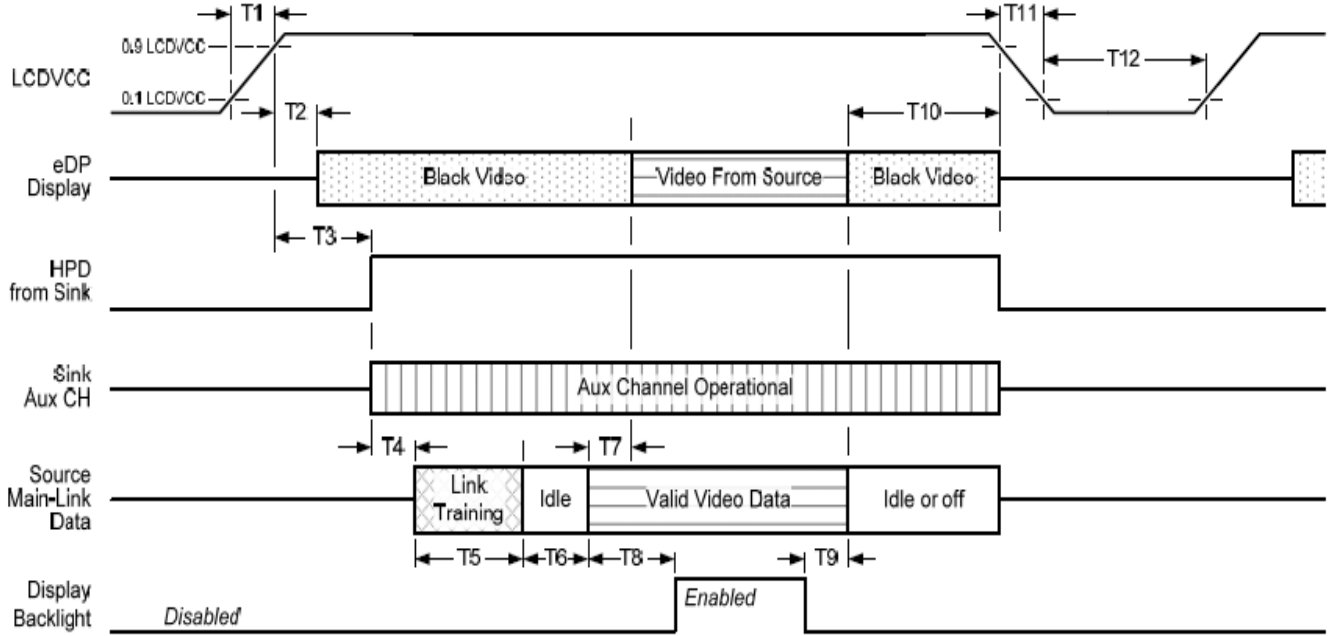 T1
T11
0.9 LCDVCC
LCDVCC
T12
0.1 LCDVCC
T2
T10
eDP
Display
Black Video
Video From Source
Black Video
T3
HPD
from Sink
Sink
Aux CH
Aux Channel Operational
T4
T7
Source
Main-Link
Data
Link
Training
Idle
Valid Video Data
Idle or off
T5
T6
T8
T9
Display
Backlight
Disabled
Enabled